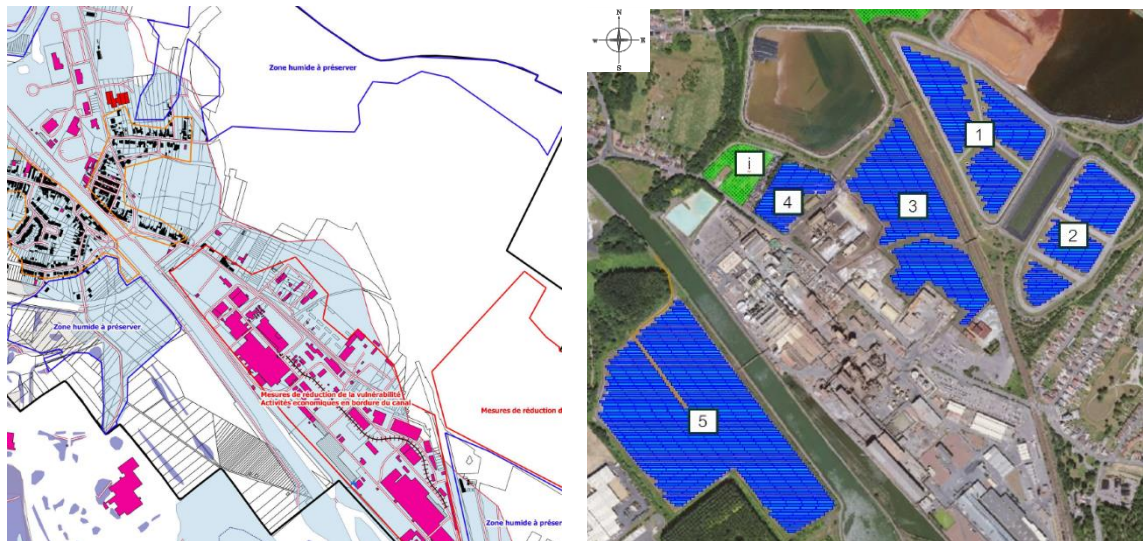 Zone humide à préserver
Zone humide à préserver
Mesures de réduction de la vulnérabilité
Activités économiques en bordure du canal
Mesures de réduction d
Zone humide à préser
N
S
1
2
3
4
5
i